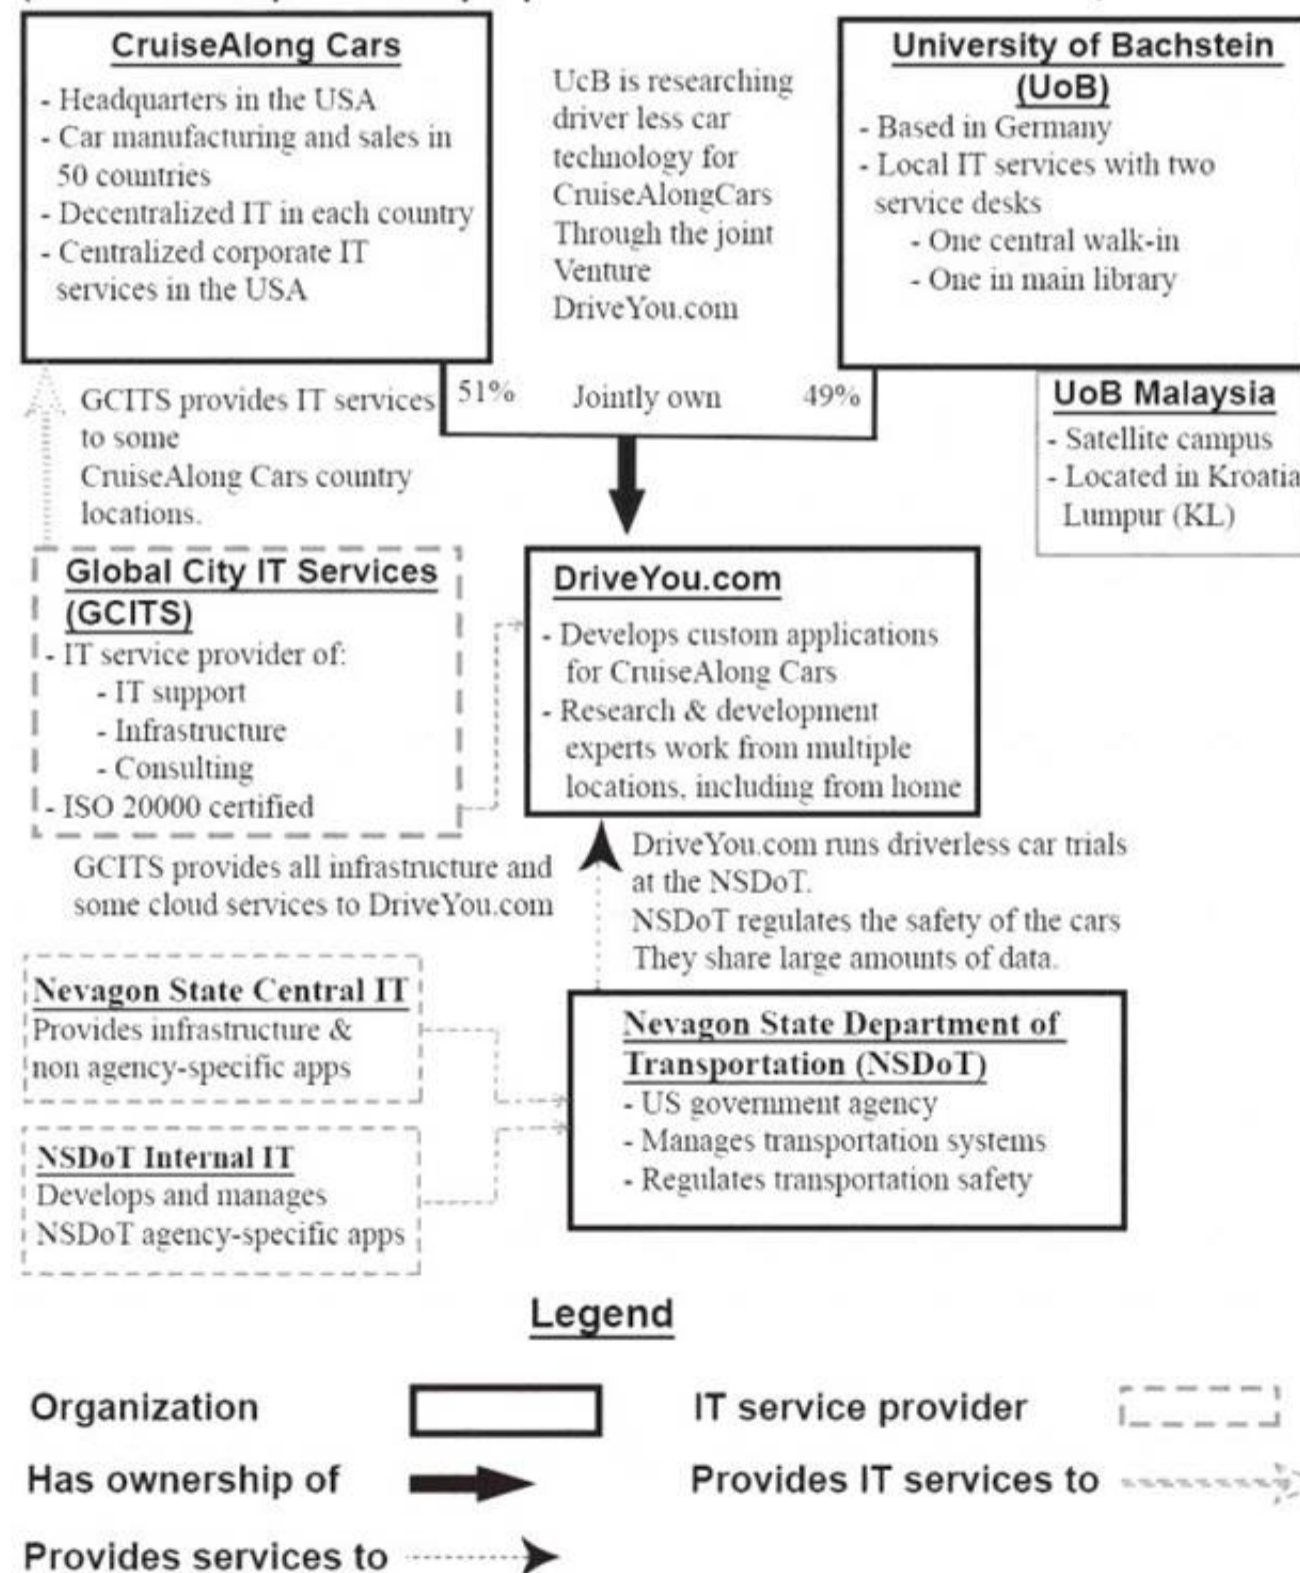 CruiseAlong Cars
- Headquarters in the USA
- Car manufacturing and sales in
50 countries
- Decentralized IT in each country
- Centralized corporate IT
services in the USA
UcB is researching
driver less car
technology for
CruiseAlongCars
Through the joint
Venture
DriveYou.com
University of Bachstein
(UoB)
- Based in Germany
- Local IT services with two
service desks
- One central walk-in
- One in main library
51% Jointly own 49%
UoB Malaysia
- Satellite campus
- Located in Kroatia
Lumpur (KL)
GCITS provides IT services
to some
CruiseAlong Cars country
locations.
Global City IT Services
(GCITS)
- IT service provider of:
- IT support
- Infrastructure
- Consulting
- ISO 20000 certified
DriveYou.com
- Develops custom applications
for CruiseAlong Cars
- Research & development
experts work from multiple
locations, including from home
GCITS provides all infrastructure and
some cloud services to DriveYou.com
DriveYou.com runs driverless car trials
at the NSDoT.
NSDoT regulates the safety of the cars
They share large amounts of data.
Nevagon State Central IT
Provides infrastructure &
non agency-specific apps
NSDoT Internal IT
Develops and manages
NSDoT agency-specific apps
Nevagon State Department of
Transportation (NSDoT)
- US government agency
- Manages transportation systems
- Regulates transportation safety
Legend
Organization
IT service provider
Has ownership of
Provides IT services to
Provides services to